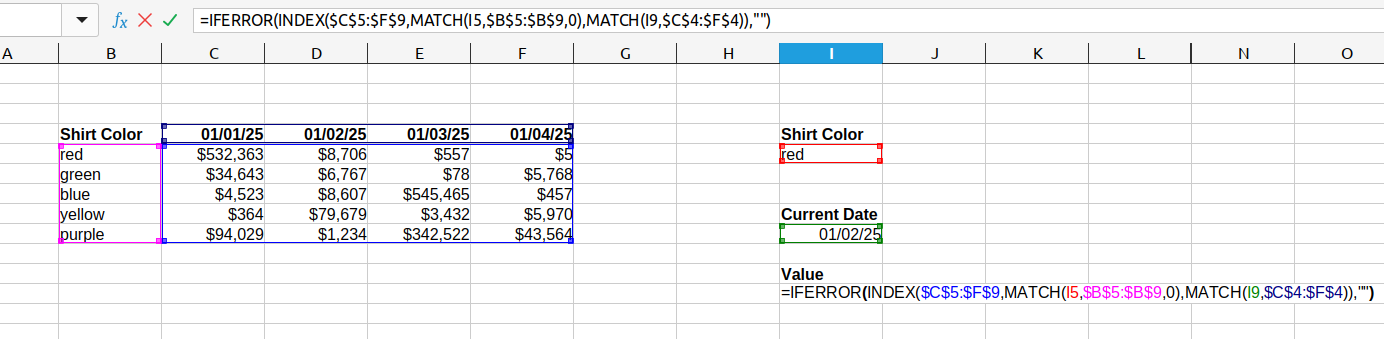 fx =IFERROR(INDEX($C$5:$F$9,MATCH(I5,$B$5:$B$9,0),MATCH(I9,$C$4:$F$4)),"")
A B C D E F G H I J K L M N O
Shirt Color 01/01/25 01/02/25 01/03/25 01/04/25 Shirt Color
red $532,363 $8,706 $557 $5 red
green $34,643 $6,767 $78 $5,768
blue $4,523 $8,607 $545,465 $457
yellow $364 $79,679 $3,432 $5,970 Current Date
purple $94,029 $1,234 $342,522 $43,564 01/02/25
Value
=IFERROR(INDEX($C$5:$F$9,MATCH(I5,$B$5:$B$9,0),MATCH(I9,$C$4:$F$4)),"")